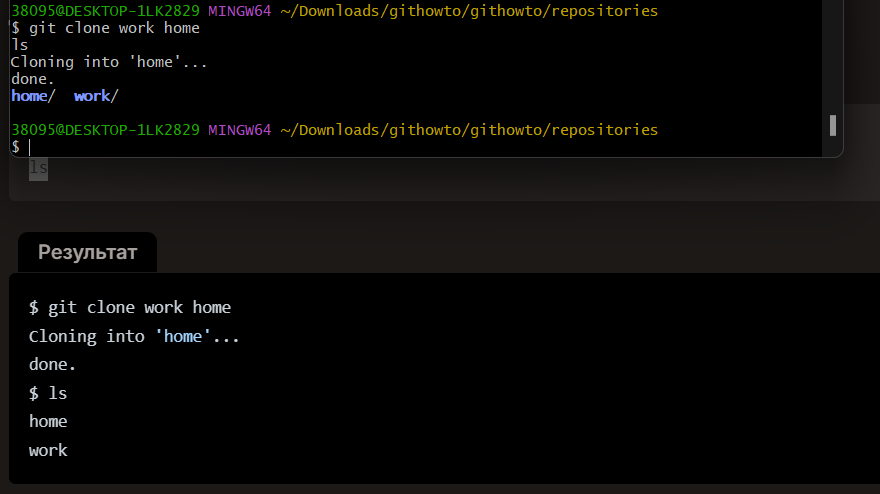 38095@DESKTOP-1LK2829 MINGW64 ~/Downloads/githowto/githowto/repositories
$ git clone work home
ls
Cloning into 'home'...
done.
home/  work/
38095@DESKTOP-1LK2829 MINGW64 ~/Downloads/githowto/githowto/repositories
$
ls
Результат
$ git clone work home
Cloning into 'home'...
done.
$ ls
home
work